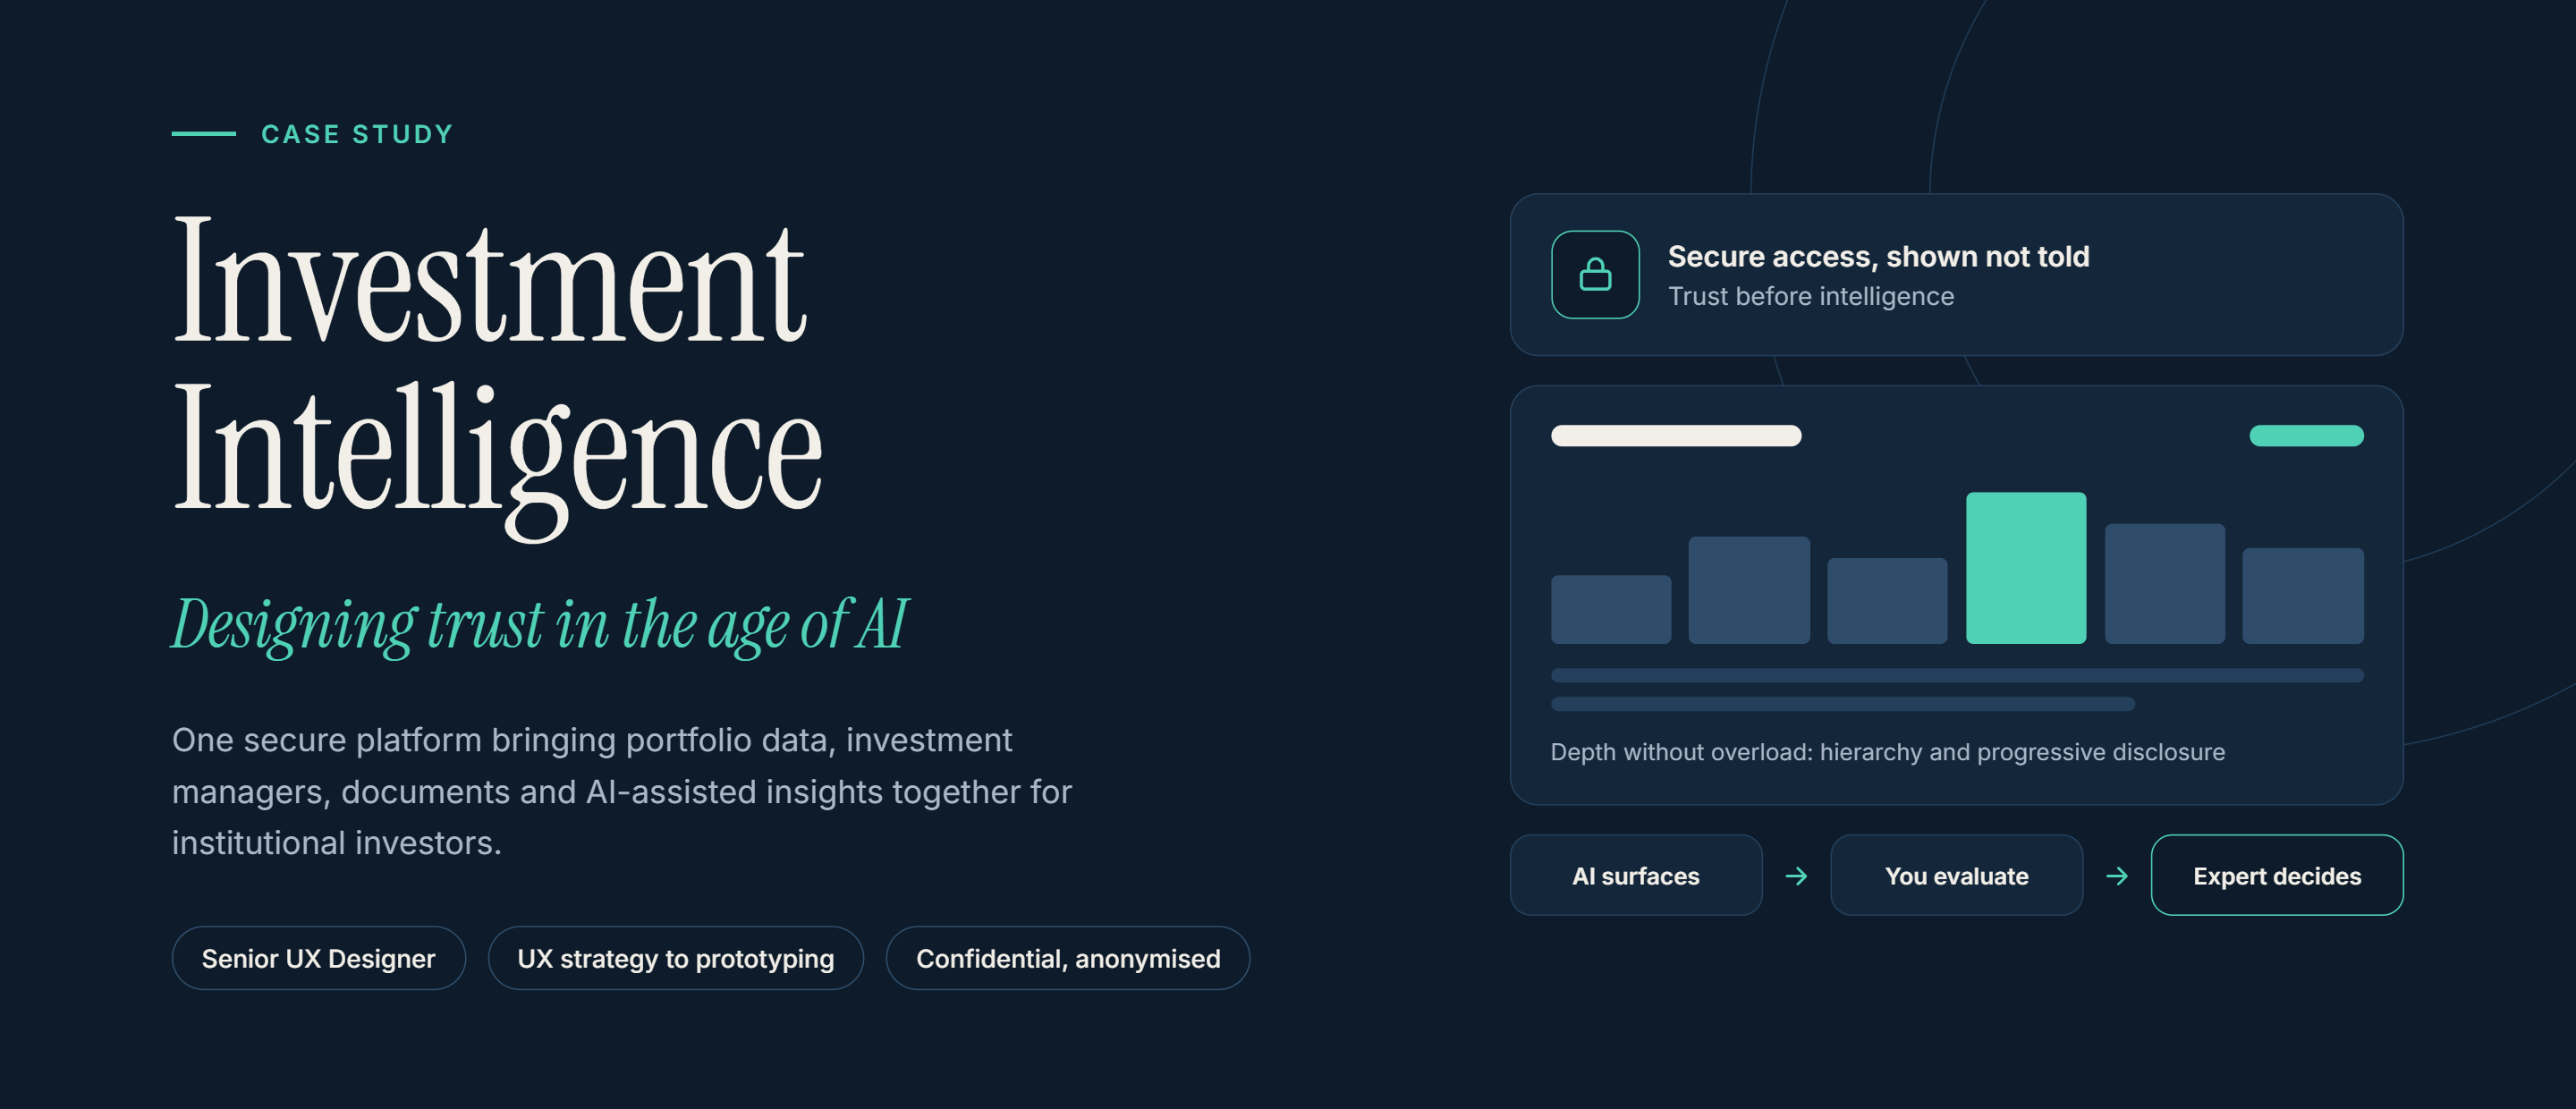 CASE STUDY
Investment
Intelligence
Designing trust in the age of AI
One secure platform bringing portfolio data, investment
managers, documents and AI-assisted insights together for
institutional investors.
Senior UX Designer
UX strategy to prototyping
Confidential, anonymised
Secure access, shown not told
Trust before intelligence
Depth without overload: hierarchy and progressive disclosure
AI surfaces → You evaluate → Expert decides